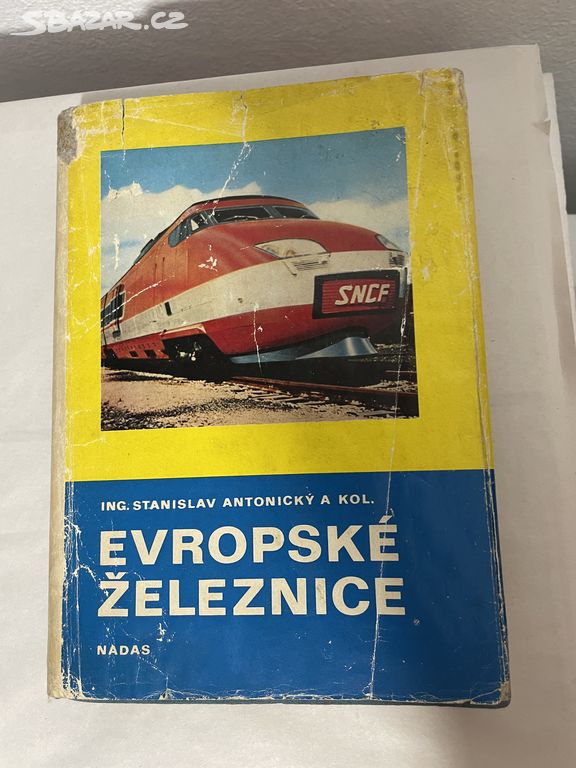 SBAZAR.CZ
SNCF
ING. STANISLAV ANTONICKÝ A KOL.
EVROPSKÉ
ŽELEZNICE
NADAS